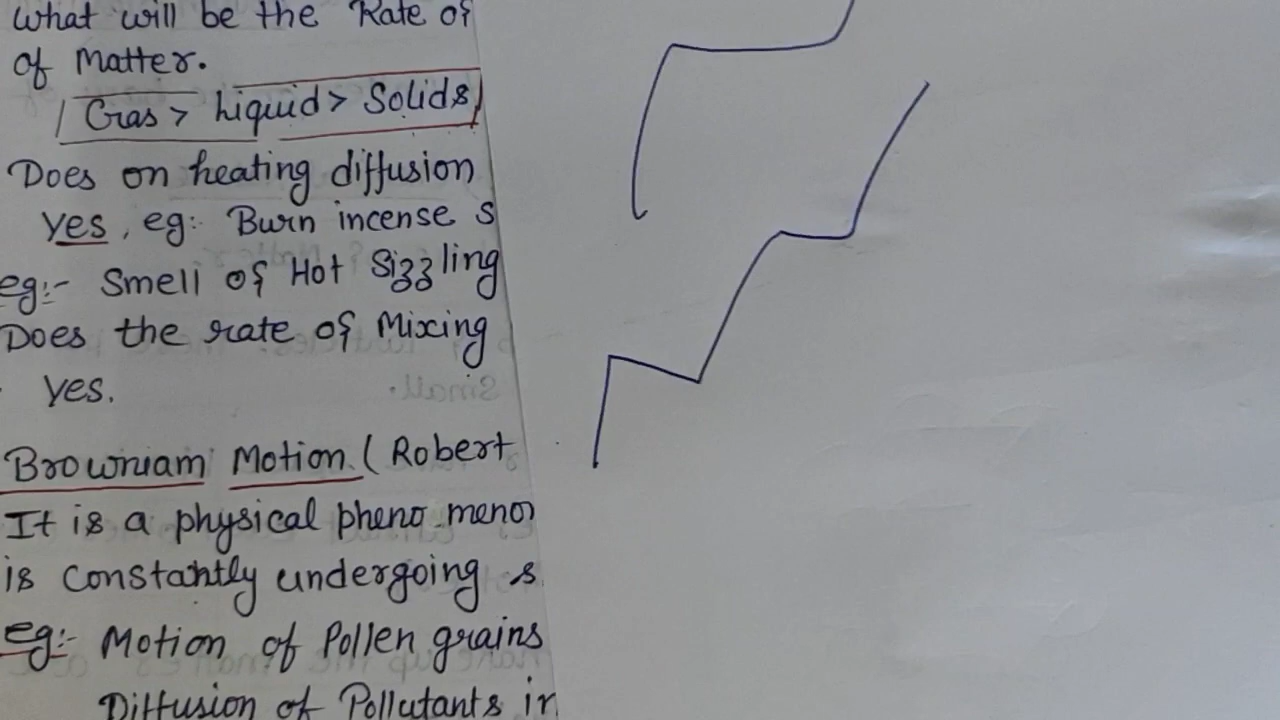 What will be the Rate of
of Matter.
Gas > Liquid > Solids
Does on heating diffusion
Yes, eg: Burn incense s
eg:- Smell of Hot Sizzling
Does the rate of Mixing
Yes.
Browniam Motion (Robert
It is a physical phenomenon
is constantly undergoing s
eg:- Motion of Pollen grains
Diffusion of Pollutants in